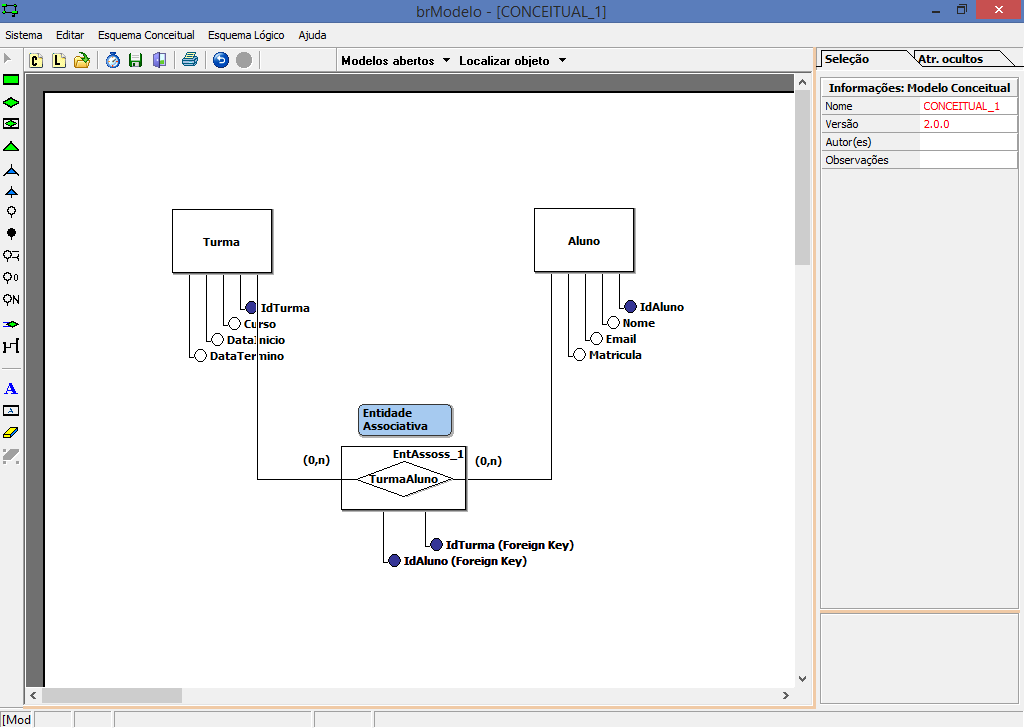 brModelo - [CONCEITUAL_1]
Sistema Editar Esquema Conceitual Esquema Lógico Ajuda
C L Modelos abertos Localizar objeto
Seleção Atr. ocultos
Informações: Modelo Conceitual
Nome CONCEITUAL_1
Versão 2.0.0
Autor(es)
Observações
0
N
A
A
Turma
Aluno
IdTurma
Curso
DataInicio
DataTermino
IdAluno
Nome
Email
Matricula
Entidade
Associativa
EntAssoss_1
(0,n) TurmaAluno (0,n)
IdTurma (Foreign Key)
IdAluno (Foreign Key)
[Mod